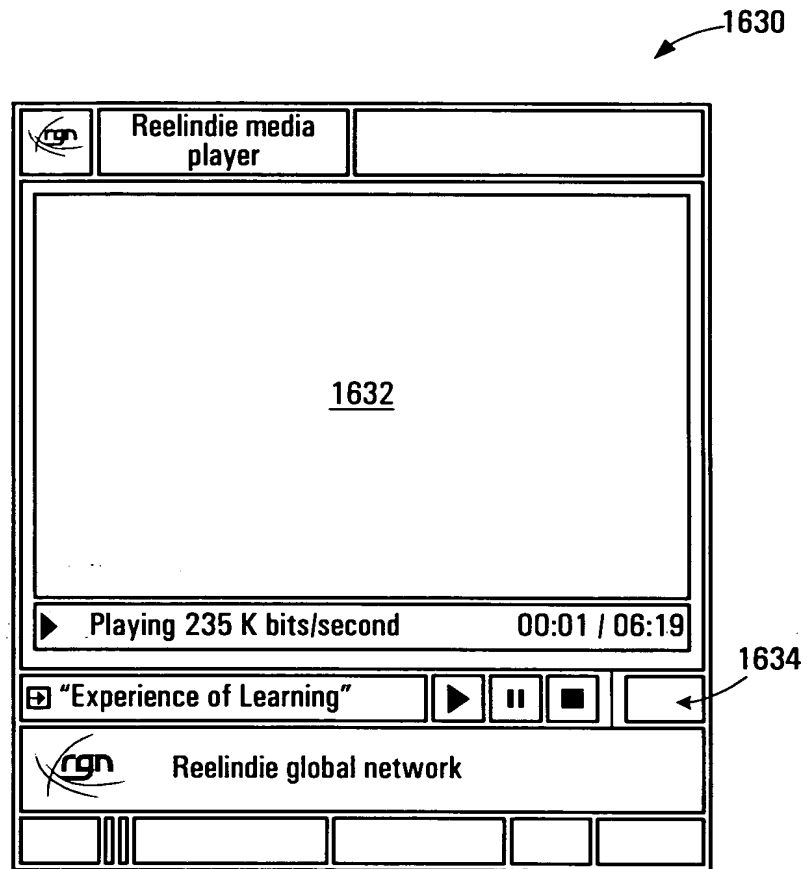 1630
rgn
Reelindie media
player
1632
Playing 235 K bits/second
00:01 / 06:19
1634
"Experience of Learning"
rgn
Reelindie global network